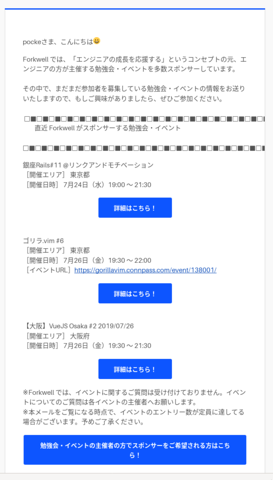 pockeさま、こんにちは😀
Forkwell では、「エンジニアの成長を応援する」というコンセプトの元、エ
ンジニアの方が主催する勉強会・イベントを多数スポンサーしています。
その中で、まだまだ参加者を募集している勉強会・イベントの情報をお送り
いたしますので、もしご興味がありましたら、ぜひご参加ください。
直近 Forkwell がスポンサーする勉強会・イベント
銀座Rails#11 @リンクアンドモチベーション
［開催エリア］ 東京都
［開催日時］ 7月24日（水）19:00 〜 21:30
詳細はこちら！
ゴリラ.vim #6
［開催エリア］ 東京都
［開催日時］ 7月26日（金）19:30 〜 22:00
［イベントURL］https://gorillavim.connpass.com/event/138001/
詳細はこちら！
【大阪】VueJS Osaka #2 2019/07/26
［開催エリア］ 大阪府
［開催日時］ 7月26日（金）19:30 〜 21:30
詳細はこちら！
※Forkwell では、イベントに関するご質問は受け付けておりません。イベン
トについてのご質問は各イベントの主催者へお願いします。
※本メールをご覧になる時点で、イベントのエントリー数が定員に達してる
場合がございます。予めご了承ください。
勉強会・イベントの主催者の方でスポンサーをご希望される方はこち
ら！